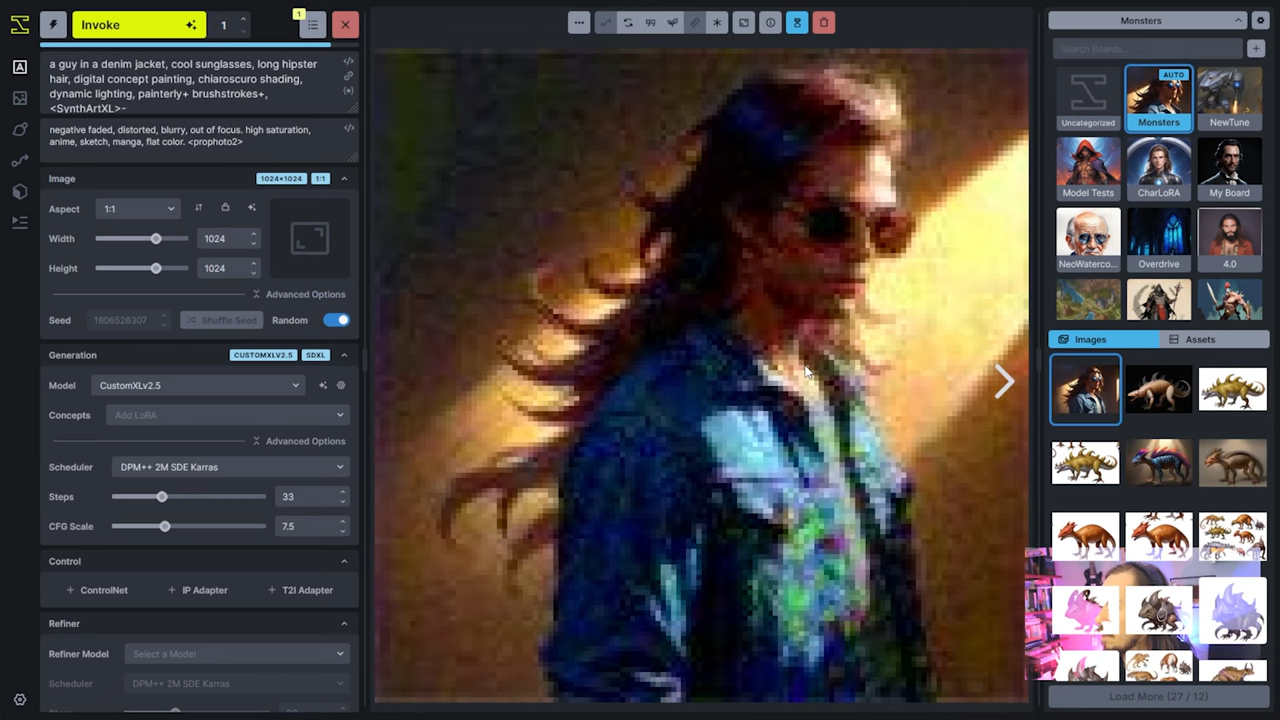 Invoke
1
1
a guy in a denim jacket, cool sunglasses, long hipster
hair, digital concept painting, chiaroscuro shading,
dynamic lighting, painterly+ brushstrokes+,
<SynthArtXL>-
negative faded, distorted, blurry, out of focus. high saturation,
anime, sketch, manga, flat color. <prophoto2>
Image
1024×1024
1:1
Aspect
1:1
Width
1024
Height
1024
Advanced Options
Seed
1806526307
Shuffle Seed
Random
Generation
CUSTOMXLV2.5
SDXL
Model
CustomXLv2.5
Concepts
Add LoRA
Advanced Options
Scheduler
DPM++ 2M SDE Karras
Steps
33
CFG Scale
7.5
Control
+ ControlNet
+ IP Adapter
+ T2I Adapter
Refiner
Refiner Model
Select a Model
Scheduler
DPM++ 2M SDE Karras
Monsters
Search Boards...
AUTO
Uncategorized
Monsters
NewTune
Model Tests
CharLoRA
My Board
NeoWaterco...
Overdrive
4.0
Images
Assets
Load More (27 / 12)